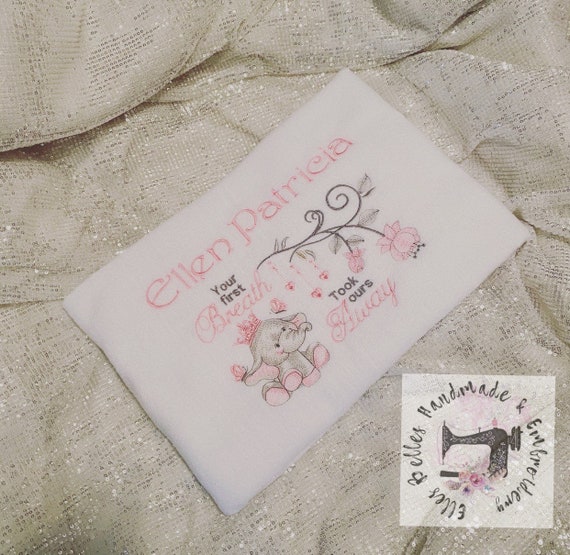 Ellen Patricia
Your first
Breath
Took ours
Away
Elles Belles Handmade & Embroidery